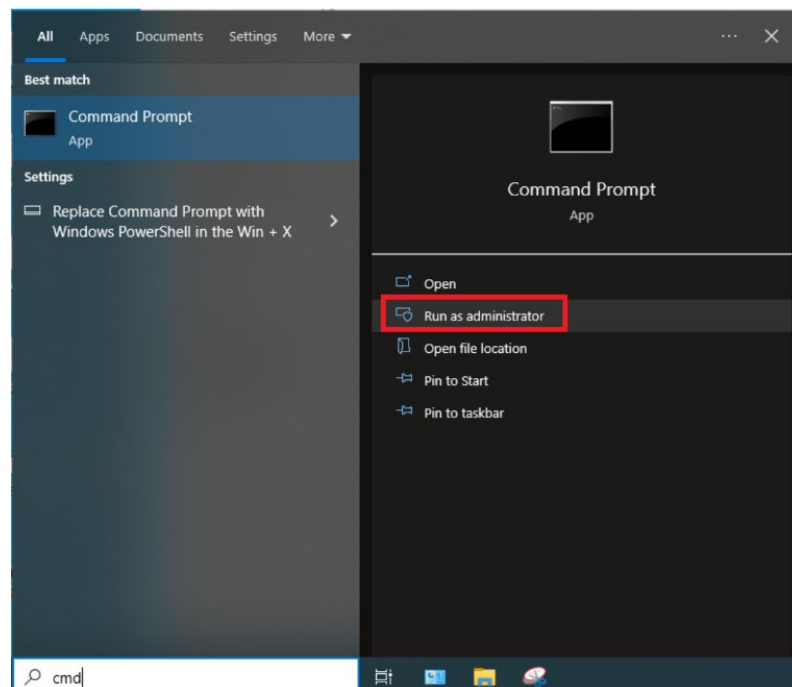 All Apps Documents Settings More
Best match
Command Prompt
App
Settings
Replace Command Prompt with
Windows PowerShell in the Win + X
cmd
Command Prompt
App
Open
Run as administrator
Open file location
Pin to Start
Pin to taskbar